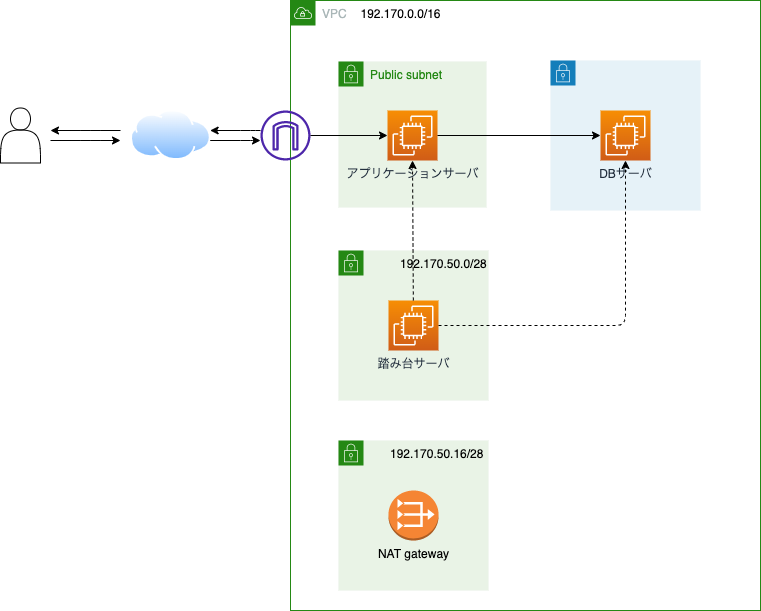 VPC 192.170.0.0/16
Public subnet
アプリケーションサーバ
DBサーバ
192.170.50.0/28
踏み台サーバ
192.170.50.16/28
NAT gateway